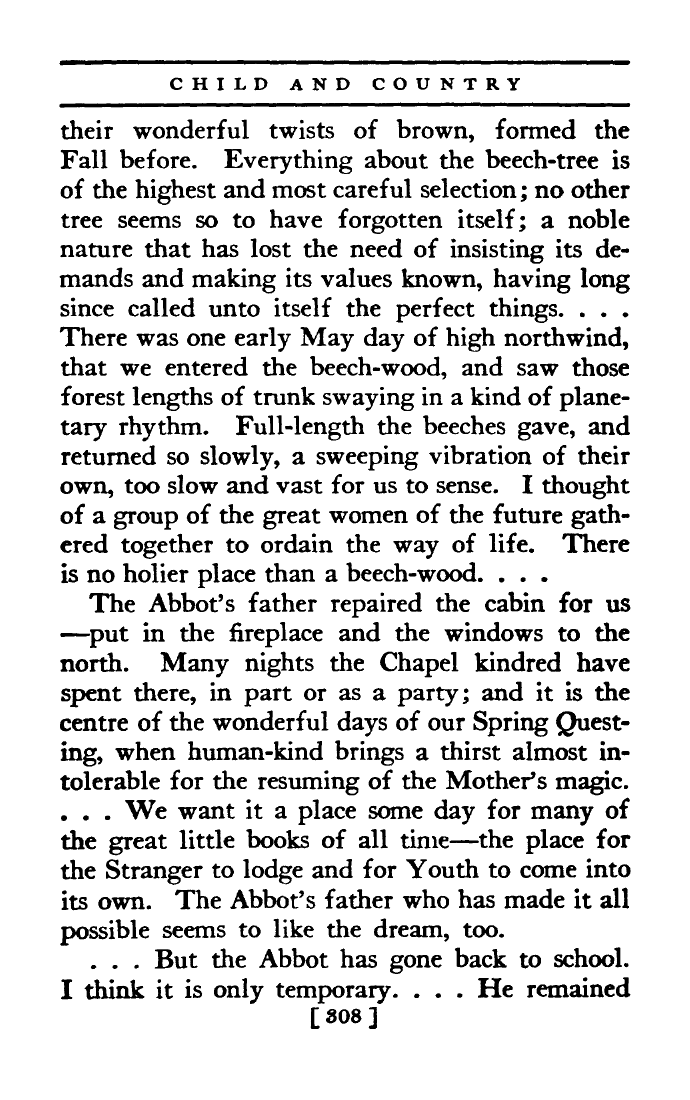 CHILD AND COUNTRY
their wonderful twists of brown, formed the
Fall before. Everything about the beech-tree is
of the highest and most careful selection; no other
tree seems so to have forgotten itself; a noble
nature that has lost the need of insisting its de-
mands and making its values known, having long
since called unto itself the perfect things. . . .
There was one early May day of high northwind,
that we entered the beech-wood, and saw those
forest lengths of trunk swaying in a kind of plane-
tary rhythm. Full-length the beeches gave, and
returned so slowly, a sweeping vibration of their
own, too slow and vast for us to sense. I thought
of a group of the great women of the future gath-
ered together to ordain the way of life. There
is no holier place than a beech-wood. . . .
The Abbot's father repaired the cabin for us
—put in the fireplace and the windows to the
north. Many nights the Chapel kindred have
spent there, in part or as a party; and it is the
centre of the wonderful days of our Spring Quest-
ing, when human-kind brings a thirst almost in-
tolerable for the resuming of the Mother's magic.
. . . We want it a place some day for many of
the great little books of all time—the place for
the Stranger to lodge and for Youth to come into
its own. The Abbot's father who has made it all
possible seems to like the dream, too.
. . . But the Abbot has gone back to school.
I think it is only temporary. . . . He remained
[ 308 ]